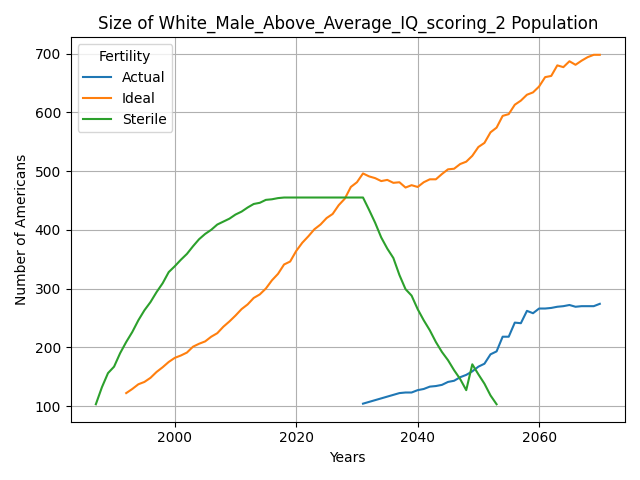 Size of White_Male_Above_Average_IQ_scoring_2 Population
Fertility
Actual
Ideal
Sterile
Number of Americans
700
600
500
400
300
200
100
2000 2020 2040 2060
Years